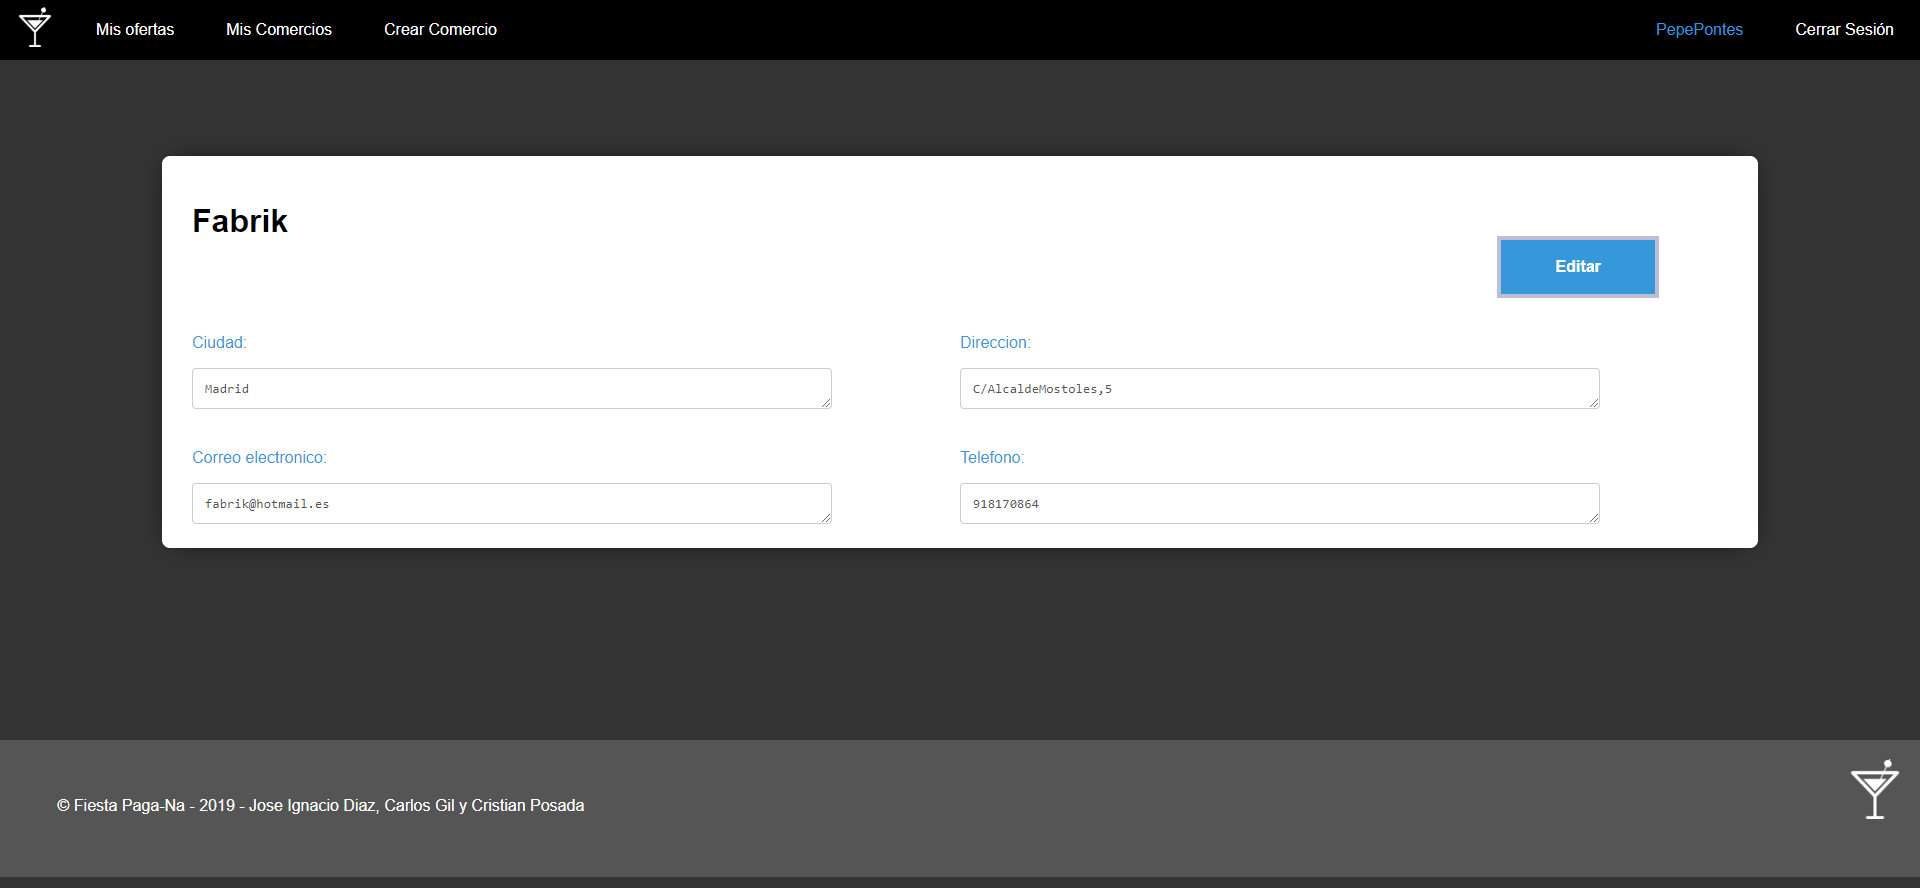 Mis ofertas
Mis Comercios
Crear Comercio
PepePontes
Cerrar Sesión
Fabrik
Editar
Ciudad:
Direccion:
Madrid
C/AlcaldeMostoles,5
Correo electronico:
Telefono:
fabrik@hotmail.es
918170864
© Fiesta Paga-Na - 2019 - Jose Ignacio Diaz, Carlos Gil y Cristian Posada